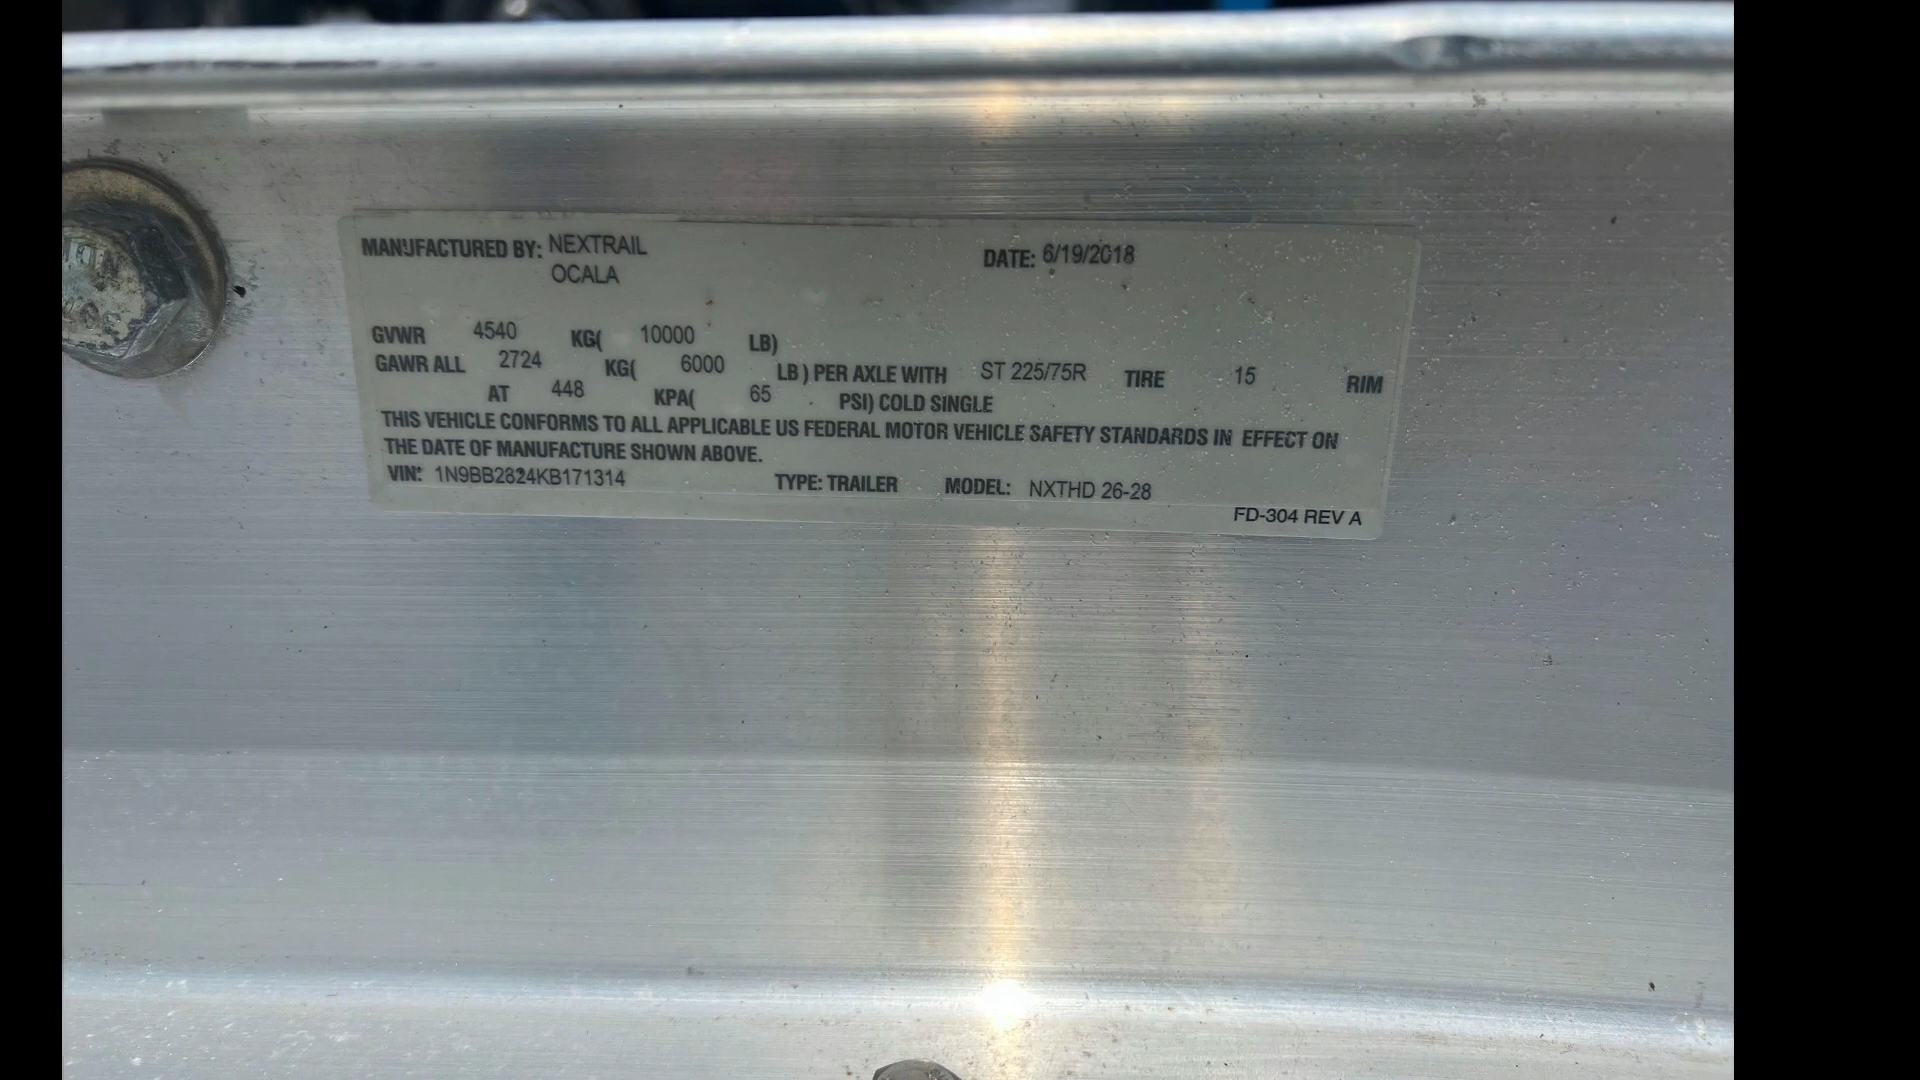 MANUFACTURED BY: NEXTRAIL DATE: 6/19/2018
OCALA
GVWR 4540 KG( 10000 LB)
GAWR ALL 2724 KG( 6000 LB) PER AXLE WITH ST 225/75R TIRE 15 RIM
AT 448 KPA( 65 PSI) COLD SINGLE
THIS VEHICLE CONFORMS TO ALL APPLICABLE US FEDERAL MOTOR VEHICLE SAFETY STANDARDS IN EFFECT ON
THE DATE OF MANUFACTURE SHOWN ABOVE.
VIN: 1N9BB2824KB171314 TYPE: TRAILER MODEL: NXTHD 26-28
FD-304 REV A